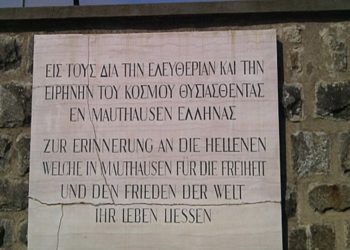 ΕΙΣ ΤΟΥΣ ΔΙΑ ΤΗΝ ΕΛΕΥΘΕΡΙΑΝ ΚΑΙ ΤΗΝ
ΕΙΡΗΝΗΝ ΤΟΥ ΚΟΣΜΟΥ ΘΥΣΙΑΣΘΕΝΤΑΣ
ΕΝ MAUTHAUSEN ΕΛΛΗΝΑΣ
ZUR ERINNERUNG AN DIE HELLENEN
WELCHE IN MAUTHAUSEN FÜR DIE FREIHEIT
UND DEN FRIEDEN DER WELT
IHR LEBEN LIESSEN